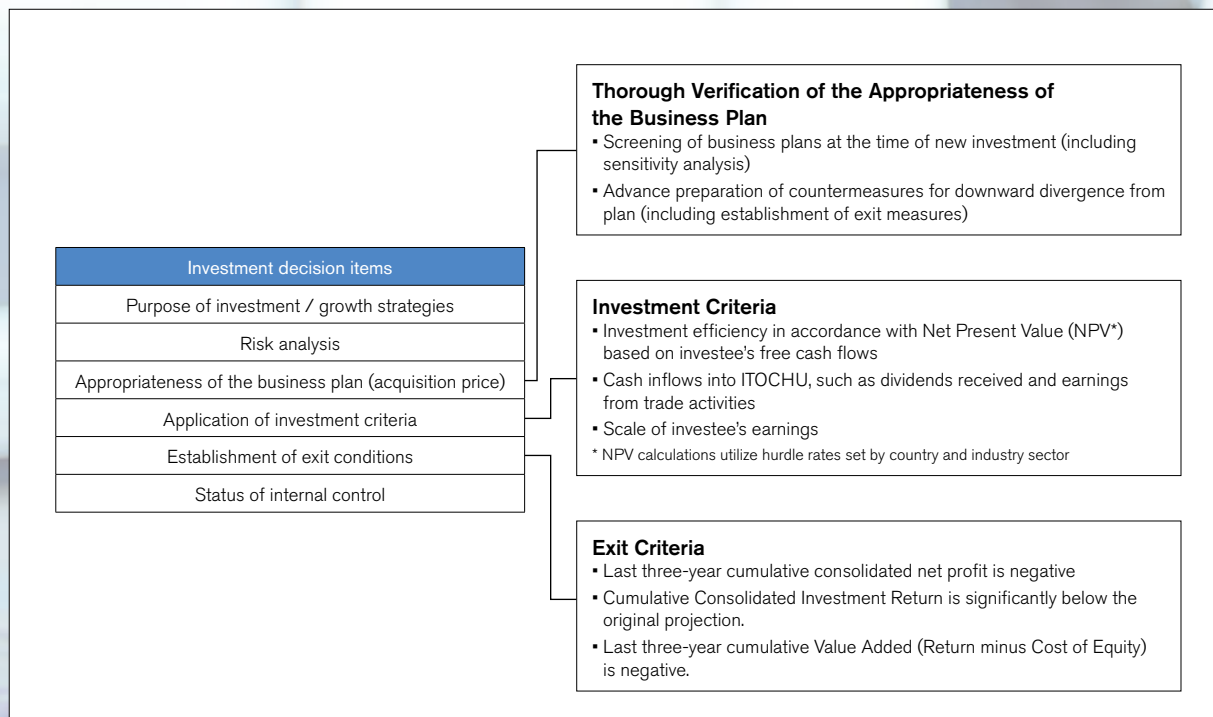 Investment decision items
Purpose of investment / growth strategies
Risk analysis
Appropriateness of the business plan (acquisition price)
Application of investment criteria
Establishment of exit conditions
Status of internal control
Thorough Verification of the Appropriateness of
the Business Plan
▪ Screening of business plans at the time of new investment (including
sensitivity analysis)
▪ Advance preparation of countermeasures for downward divergence from
plan (including establishment of exit measures)
Investment Criteria
▪ Investment efficiency in accordance with Net Present Value (NPV*)
based on investee's free cash flows
▪ Cash inflows into ITOCHU, such as dividends received and earnings
from trade activities
▪ Scale of investee's earnings
* NPV calculations utilize hurdle rates set by country and industry sector
Exit Criteria
▪ Last three-year cumulative consolidated net profit is negative
▪ Cumulative Consolidated Investment Return is significantly below the
original projection.
▪ Last three-year cumulative Value Added (Return minus Cost of Equity)
is negative.